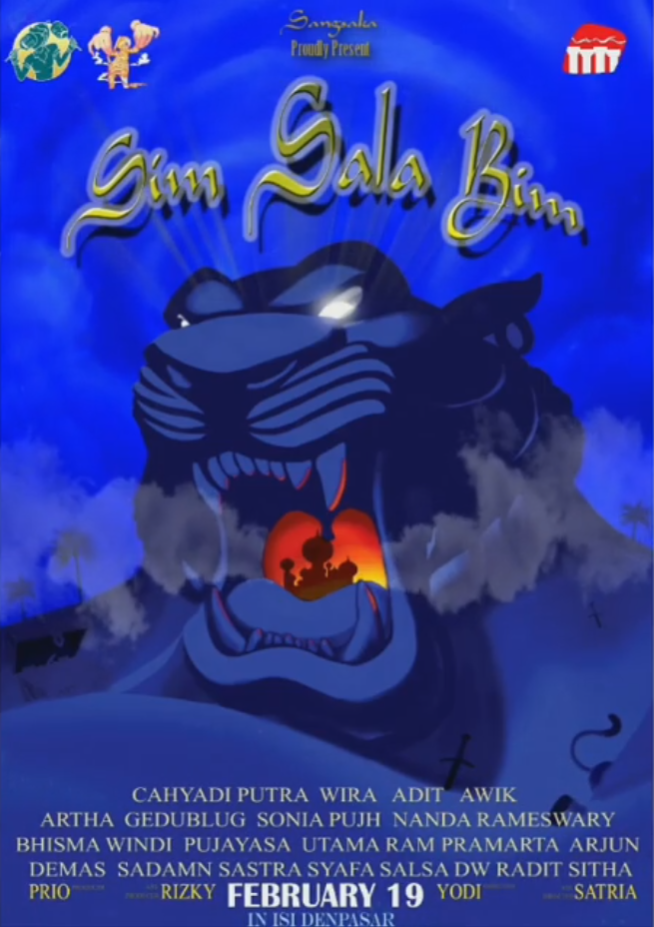 Sangsaka
Proudly Present
Sim Sala Bim
CAHYADI PUTRA WIRA ADIT AWIK
ARTHA GEDUBLUG SONIA PUJH NANDA RAMESWARY
BHISMA WINDI PUJAYASA UTAMA RAM PRAMARTA ARJUN
DEMAS SADAMN SASTRA SYAFA SALSA DW RADIT SITHA
PRIO RIZKY FEBRUARY 19 YODI SATRIA
IN ISI DENPASAR